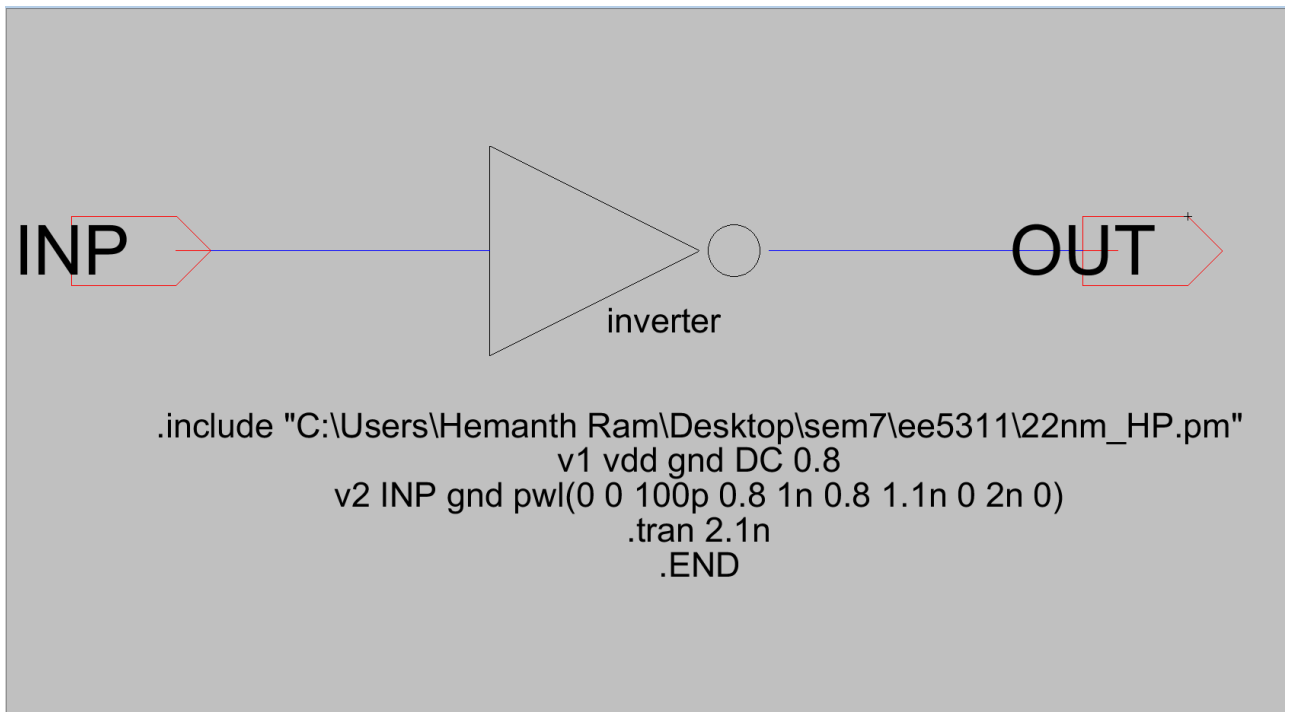 INP
OUT
inverter
.include "C:\Users\Hemanth Ram\Desktop\sem7\ee5311\22nm_HP.pm"
v1 vdd gnd DC 0.8
v2 INP gnd pwl(0 0 100p 0.8 1n 0.8 1.1n 0 2n 0)
.tran 2.1n
.END